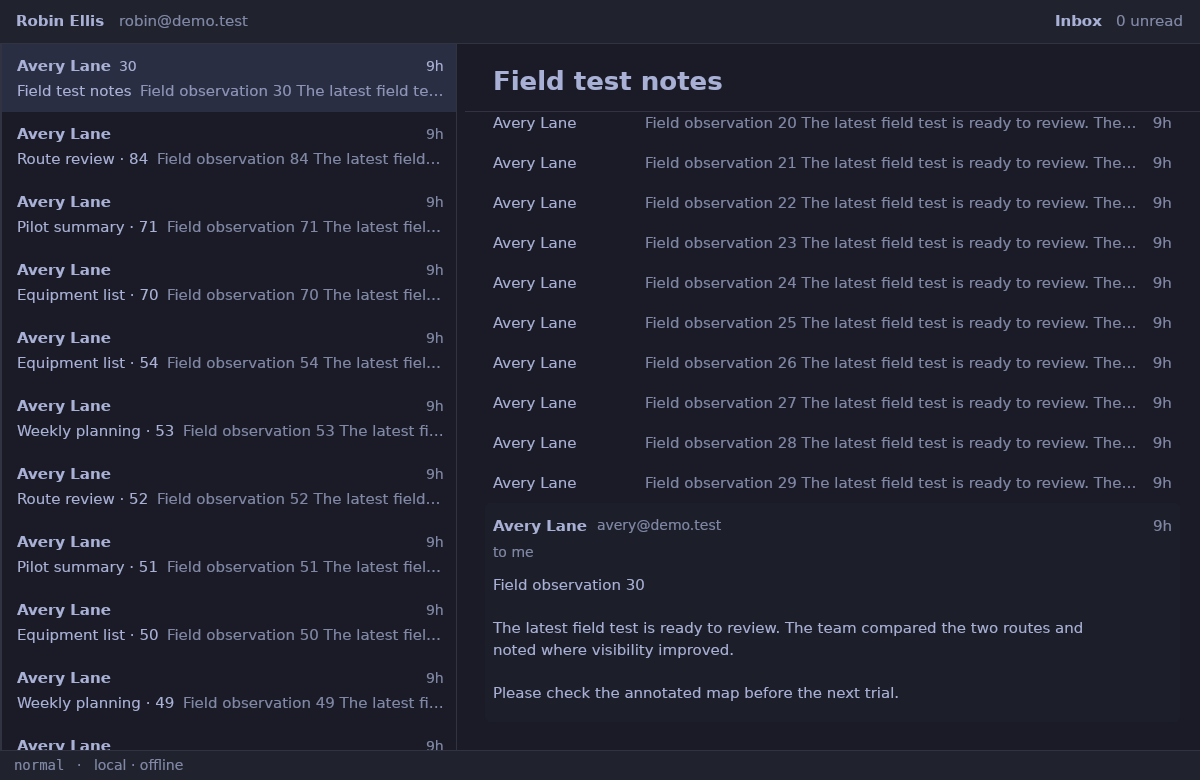 Robin Ellis robin@demo.test Inbox 0 unread
Avery Lane 30 9h
Field test notes Field observation 30 The latest field te…
Avery Lane 9h
Route review · 84 Field observation 84 The latest field…
Avery Lane 9h
Pilot summary · 71 Field observation 71 The latest fiel…
Avery Lane 9h
Equipment list · 70 Field observation 70 The latest fiel…
Avery Lane 9h
Equipment list · 54 Field observation 54 The latest fiel…
Avery Lane 9h
Weekly planning · 53 Field observation 53 The latest fi…
Avery Lane 9h
Route review · 52 Field observation 52 The latest field…
Avery Lane 9h
Pilot summary · 51 Field observation 51 The latest fiel…
Avery Lane 9h
Equipment list · 50 Field observation 50 The latest fiel…
Avery Lane 9h
Weekly planning · 49 Field observation 49 The latest fi…
Avery Lane 9h
Field test notes
Avery Lane Field observation 20 The latest field test is ready to review. The… 9h
Avery Lane Field observation 21 The latest field test is ready to review. The… 9h
Avery Lane Field observation 22 The latest field test is ready to review. The… 9h
Avery Lane Field observation 23 The latest field test is ready to review. The… 9h
Avery Lane Field observation 24 The latest field test is ready to review. The… 9h
Avery Lane Field observation 25 The latest field test is ready to review. The… 9h
Avery Lane Field observation 26 The latest field test is ready to review. The… 9h
Avery Lane Field observation 27 The latest field test is ready to review. The… 9h
Avery Lane Field observation 28 The latest field test is ready to review. The… 9h
Avery Lane Field observation 29 The latest field test is ready to review. The… 9h
Avery Lane avery@demo.test 9h
to me
Field observation 30
The latest field test is ready to review. The team compared the two routes and
noted where visibility improved.
Please check the annotated map before the next trial.
normal · local · offline